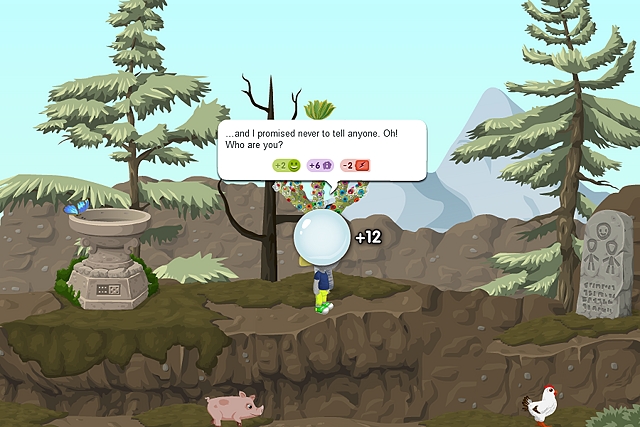 ...and I promised never to tell anyone. Oh!
Who are you?
+2 +6 -2
+12